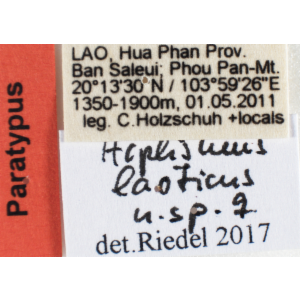 Paratypus
LAO, Hua Phan Prov.
Ban Saleui; Phou Pan-Mt.
20°13'30"N / 103°59'26"E
1350-1900m, 01.05.2011
leg. C.Holzschuh +locals
laoticus
n.sp. ♀
det.Riedel 2017